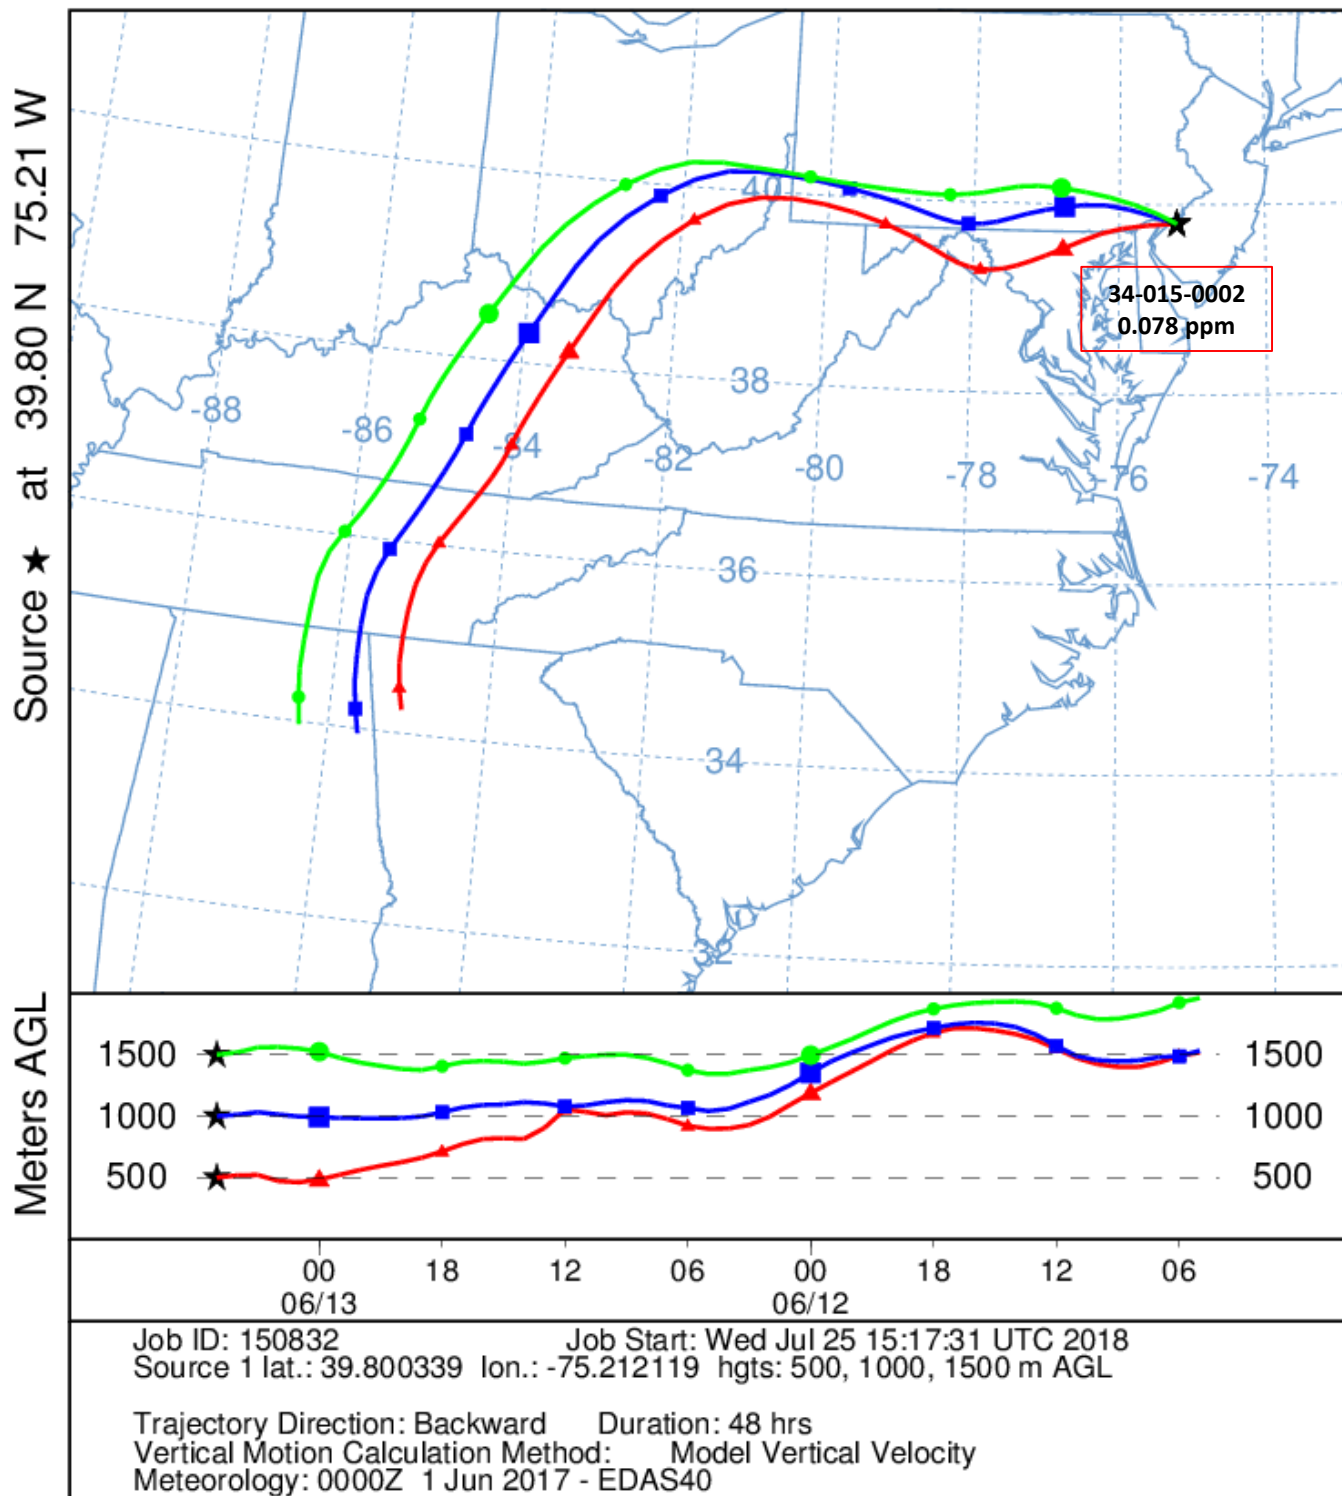 Source ★ at 39.80 N 75.21 W
40
34-015-0002
0.078 ppm
38
-88
-86
-84
-82
-80
-78
-76
-74
36
34
32
Meters AGL
1500
1500
1000
1000
500
500
00 18 12 06 00 18 12 06
06/13 06/12
Job ID: 150832 Job Start: Wed Jul 25 15:17:31 UTC 2018
Source 1 lat.: 39.800339 lon.: -75.212119 hgts: 500, 1000, 1500 m AGL
Trajectory Direction: Backward Duration: 48 hrs
Vertical Motion Calculation Method: Model Vertical Velocity
Meteorology: 0000Z 1 Jun 2017 - EDAS40